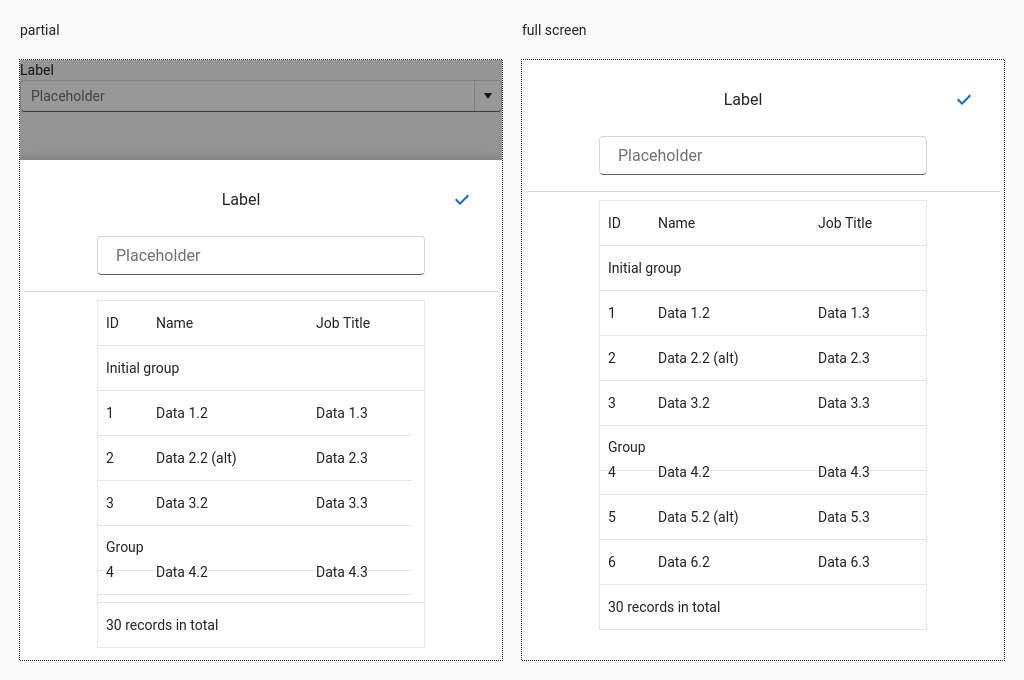 partial
Label
Placeholder
Label
Placeholder
ID Name Job Title
Initial group
1 Data 1.2 Data 1.3
2 Data 2.2 (alt) Data 2.3
3 Data 3.2 Data 3.3
Group
4 Data 4.2 Data 4.3
30 records in total
full screen
Label
Placeholder
ID Name Job Title
Initial group
1 Data 1.2 Data 1.3
2 Data 2.2 (alt) Data 2.3
3 Data 3.2 Data 3.3
Group
4 Data 4.2 Data 4.3
5 Data 5.2 (alt) Data 5.3
6 Data 6.2 Data 6.3
30 records in total